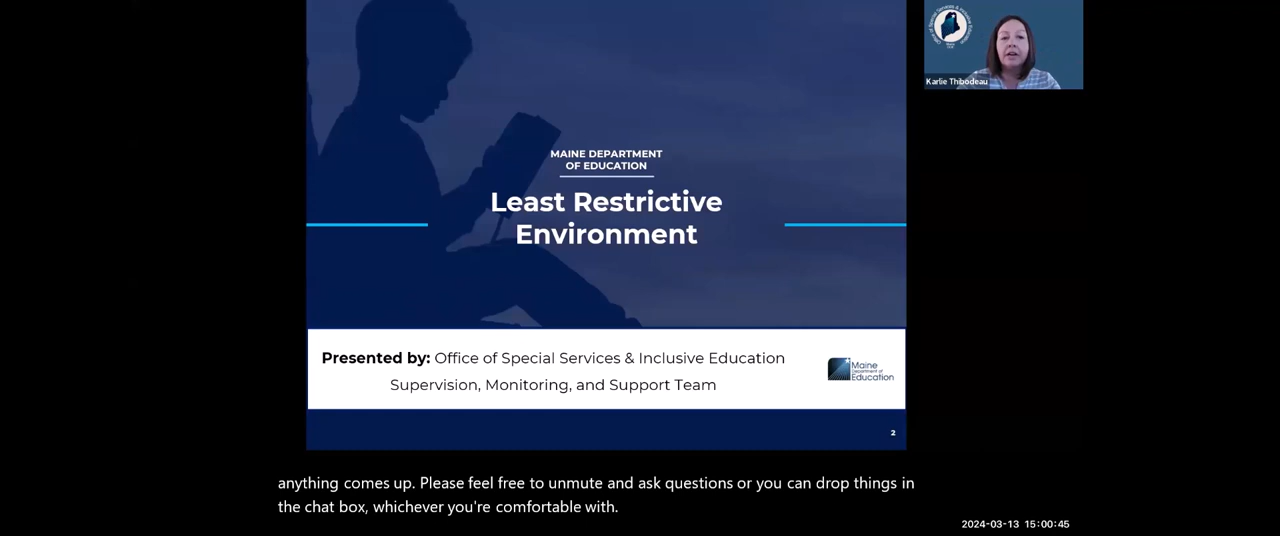 MAINE DEPARTMENT
OF EDUCATION
Least Restrictive
Environment
Presented by: Office of Special Services & Inclusive Education
Supervision, Monitoring, and Support Team
Maine
Department of
Education
2
Karlie Thibodeau
anything comes up. Please feel free to unmute and ask questions or you can drop things in
the chat box, whichever you're comfortable with.
2024-03-13 15:00:45